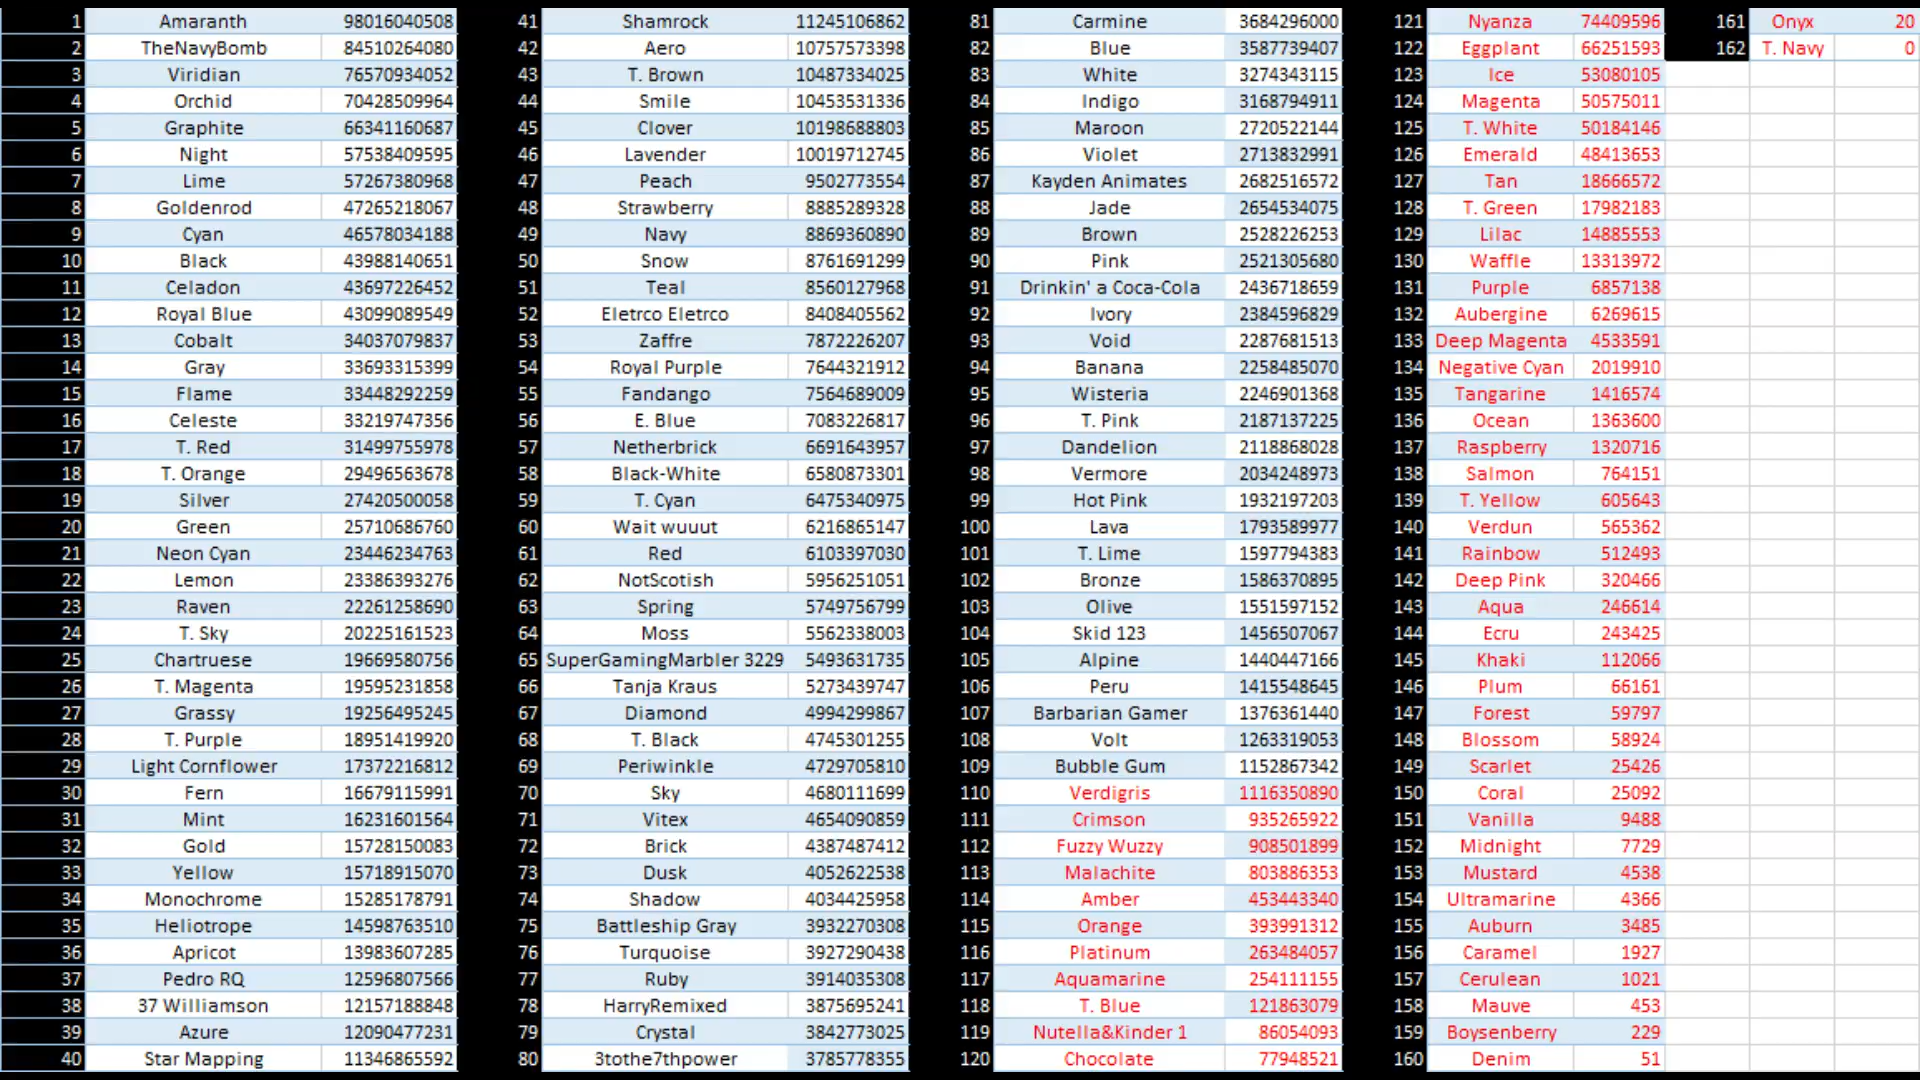 1 Amaranth 98016040508
2 TheNavyBomb 84510264080
3 Viridian 76570934052
4 Orchid 70428509964
5 Graphite 66341160687
6 Night 57538409595
7 Lime 57267380968
8 Goldenrod 47265218067
9 Cyan 46578034188
10 Black 43988140651
11 Celadon 43697226452
12 Royal Blue 43099089549
13 Cobalt 34037079837
14 Gray 33693315399
15 Flame 33448292259
16 Celeste 33219747356
17 T. Red 31499755978
18 T. Orange 29496563678
19 Silver 27420500058
20 Green 25710686760
21 Neon Cyan 23446234763
22 Lemon 23386393276
23 Raven 22261258690
24 T. Sky 20225161523
25 Chartruese 19669580756
26 T. Magenta 19595231858
27 Grassy 19256495245
28 T. Purple 18951419920
29 Light Cornflower 17372216812
30 Fern 16679115991
31 Mint 16231601564
32 Gold 15728150083
33 Yellow 15718915070
34 Monochrome 15285178791
35 Heliotrope 14598763510
36 Apricot 13983607285
37 Pedro RQ 12596807566
38 37 Williamson 12157188848
39 Azure 12090477231
40 Star Mapping 11346865592
41 Shamrock 11245106862
42 Aero 10757573398
43 T. Brown 10487334025
44 Smile 10453531336
45 Clover 10198688803
46 Lavender 10019712745
47 Peach 9502773554
48 Strawberry 8885289328
49 Navy 8869360890
50 Snow 8761691299
51 Teal 8560127968
52 Eletrco Eletrco 8408405562
53 Zaffre 7872226207
54 Royal Purple 7644321912
55 Fandango 7564689009
56 E. Blue 7083226817
57 Netherbrick 6691643957
58 Black-White 6580873301
59 T. Cyan 6475340975
60 Wait wuuut 6216865147
61 Red 6103397030
62 NotScotish 5956251051
63 Spring 5749756799
64 Moss 5562338003
65 SuperGamingMarbler 3229 5493631735
66 Tanja Kraus 5273439747
67 Diamond 4994299867
68 T. Black 4745301255
69 Periwinkle 4729705810
70 Sky 4680111699
71 Vitex 4654090859
72 Brick 4387487412
73 Dusk 4052622538
74 Shadow 4034425958
75 Battleship Gray 3932270308
76 Turquoise 3927290438
77 Ruby 3914035308
78 HarryRemixed 3875695241
79 Crystal 3842773025
80 3tothe7thpower 3785778355
81 Carmine 3684296000
82 Blue 3587739407
83 White 3274343115
84 Indigo 3168794911
85 Maroon 2720522144
86 Violet 2713832991
87 Kayden Animates 2682516572
88 Jade 2654534075
89 Brown 2528226253
90 Pink 2521305680
91 Drinkin' a Coca-Cola 2436718659
92 Ivory 2384596829
93 Void 2287681513
94 Banana 2258485070
95 Wisteria 2246901368
96 T. Pink 2187137225
97 Dandelion 2118868028
98 Vermore 2034248973
99 Hot Pink 1932197203
100 Lava 1793589977
101 T. Lime 1597794383
102 Bronze 1586370895
103 Olive 1551597152
104 Skid 123 1456507067
105 Alpine 1440447166
106 Peru 1415548645
107 Barbarian Gamer 1376361440
108 Volt 1263319053
109 Bubble Gum 1152867342
110 Verdigris 1116350890
111 Crimson 935265922
112 Fuzzy Wuzzy 908501899
113 Malachite 803886353
114 Amber 453443340
115 Orange 393991312
116 Platinum 263484057
117 Aquamarine 254111155
118 T. Blue 121863079
119 Nutella&Kinder 1 86054093
120 Chocolate 77948521
121 Nyanza 74409596
122 Eggplant 66251593
123 Ice 53080105
124 Magenta 50575011
125 T. White 50184146
126 Emerald 48413653
127 Tan 18666572
128 T. Green 17982183
129 Lilac 14885553
130 Waffle 13313972
131 Purple 6857138
132 Aubergine 6269615
133 Deep Magenta 4533591
134 Negative Cyan 2019910
135 Tangarine 1416574
136 Ocean 1363600
137 Raspberry 1320716
138 Salmon 764151
139 T. Yellow 605643
140 Verdun 565362
141 Rainbow 512493
142 Deep Pink 320466
143 Aqua 246614
144 Ecru 243425
145 Khaki 112066
146 Plum 66161
147 Forest 59797
148 Blossom 58924
149 Scarlet 25426
150 Coral 25092
151 Vanilla 9488
152 Midnight 7729
153 Mustard 4538
154 Ultramarine 4366
155 Auburn 3485
156 Caramel 1927
157 Cerulean 1021
158 Mauve 453
159 Boysenberry 229
160 Denim 51
161 Onyx 20
162 T. Navy 0